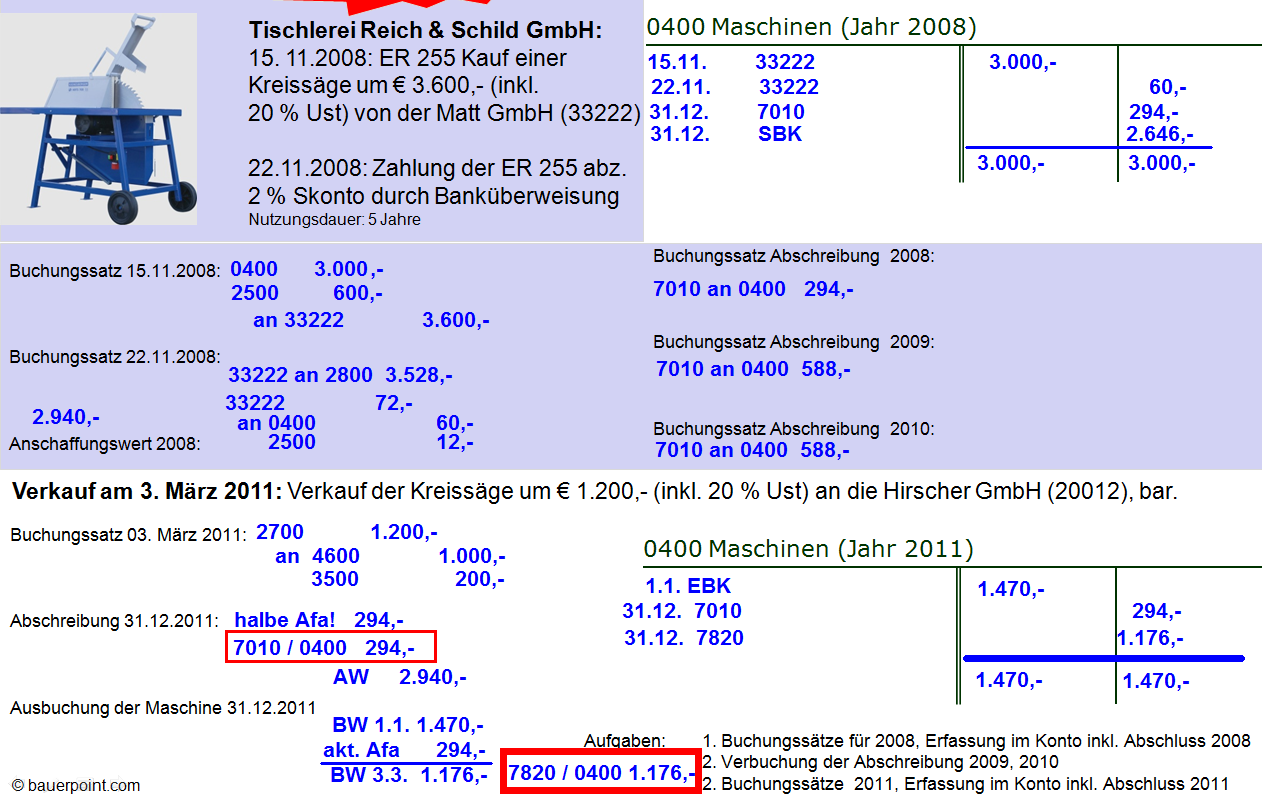 Tischlerei Reich & Schild GmbH:
15. 11.2008: ER 255 Kauf einer
Kreissäge um € 3.600,- (inkl.
20 % Ust) von der Matt GmbH (33222)
22.11.2008: Zahlung der ER 255 abz.
2 % Skonto durch Banküberweisung
Nutzungsdauer: 5 Jahre
0400 Maschinen (Jahr 2008)
15.11. 33222 3.000,-
22.11. 33222 60,-
31.12. 7010 294,-
31.12. SBK 2.646,-
3.000,- 3.000,-
Buchungssatz 15.11.2008: 0400 3.000,-
2500 600,-
an 33222 3.600,-
Buchungssatz 22.11.2008:
33222 an 2800 3.528,-
33222 72,-
an 0400 60,-
2500 12,-
2.940,-
Anschaffungswert 2008:
Buchungssatz Abschreibung 2008:
7010 an 0400 294,-
Buchungssatz Abschreibung 2009:
7010 an 0400 588,-
Buchungssatz Abschreibung 2010:
7010 an 0400 588,-
Verkauf am 3. März 2011: Verkauf der Kreissäge um € 1.200,- (inkl. 20 % Ust) an die Hirscher GmbH (20012), bar.
Buchungssatz 03. März 2011: 2700 1.200,-
an 4600 1.000,-
3500 200,-
Abschreibung 31.12.2011: halbe Afa! 294,-
7010 / 0400 294,-
AW 2.940,-
Ausbuchung der Maschine 31.12.2011
BW 1.1. 1.470,-
akt. Afa 294,-
BW 3.3. 1.176,-
7820 / 0400 1.176,-
0400 Maschinen (Jahr 2011)
1.1. EBK 1.470,-
31.12. 7010 294,-
31.12. 7820 1.176,-
1.470,- 1.470,-
Aufgaben: 1. Buchungssätze für 2008, Erfassung im Konto inkl. Abschluss 2008
2. Verbuchung der Abschreibung 2009, 2010
2. Buchungssätze 2011, Erfassung im Konto inkl. Abschluss 2011
© bauerpoint.com